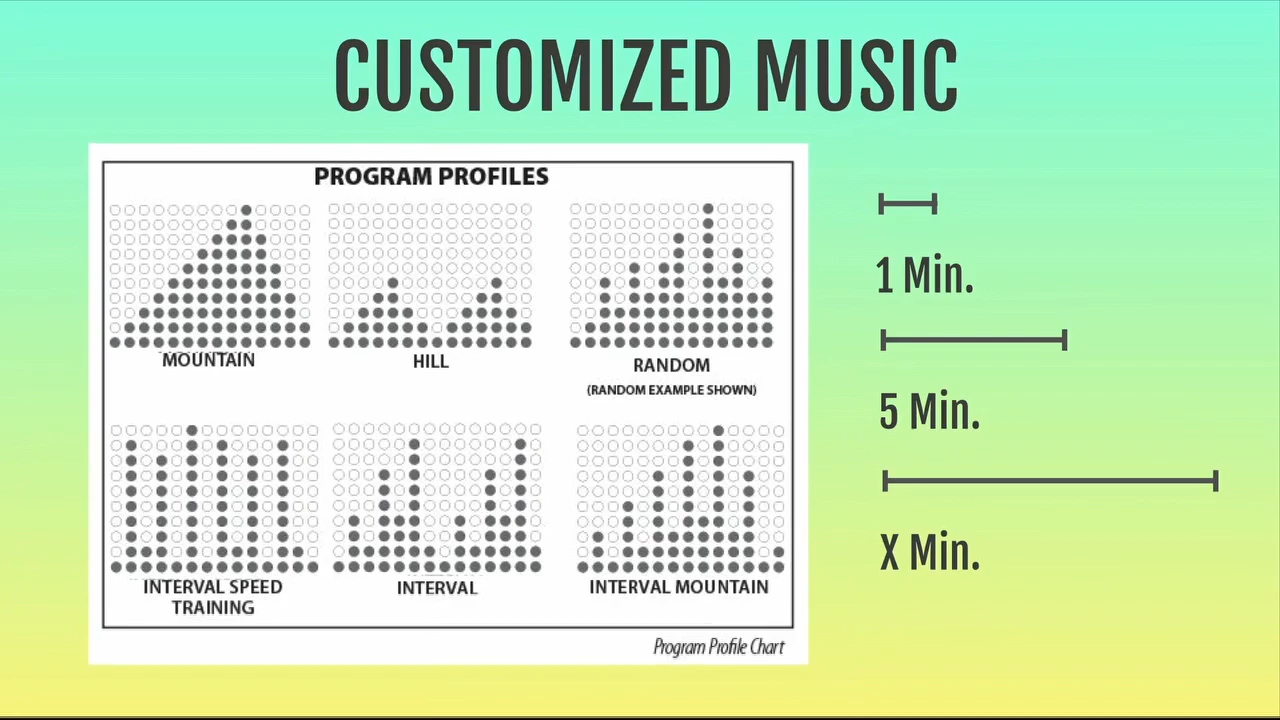 CUSTOMIZED MUSIC
PROGRAM PROFILES
MOUNTAIN
HILL
RANDOM
(RANDOM EXAMPLE SHOWN)
INTERVAL SPEED
TRAINING
INTERVAL
INTERVAL MOUNTAIN
Program Profile Chart
1 Min.
5 Min.
X Min.